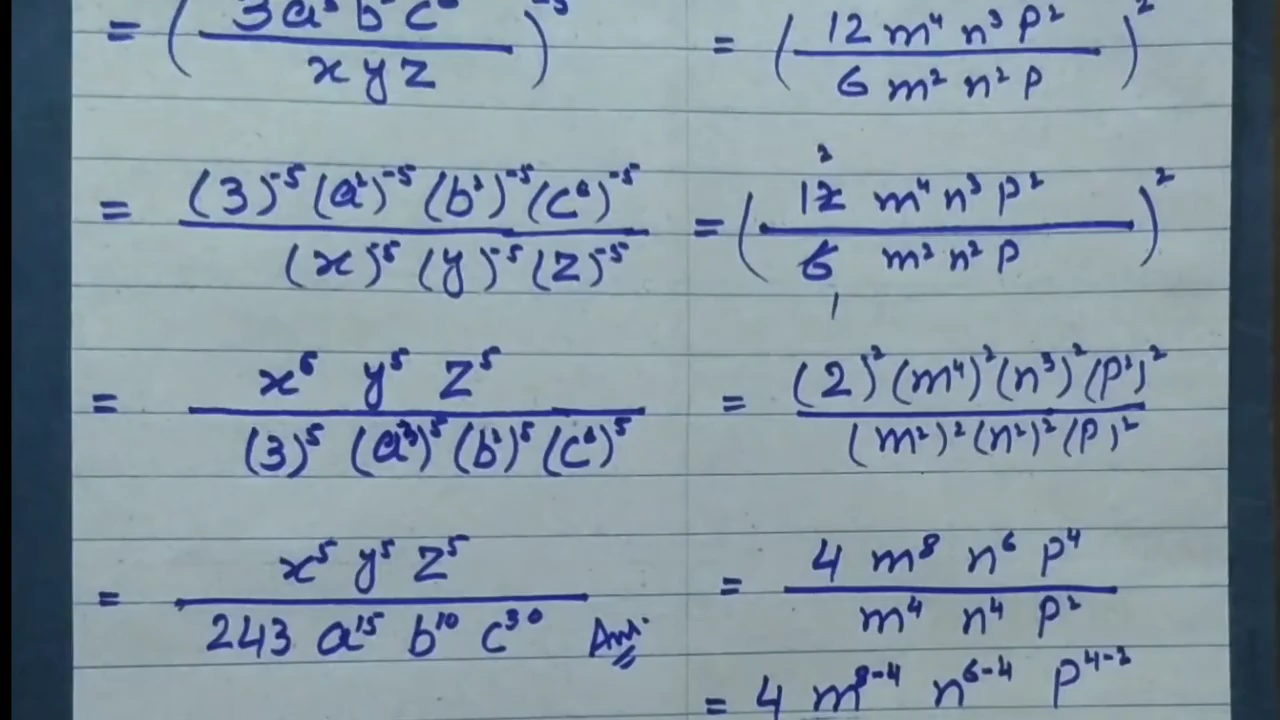 = (3a³ b² c⁶ / x y z)⁻⁵
= (3)⁻⁵ (a³)⁻⁵ (b²)⁻⁵ (c⁶)⁻⁵ / (x)⁻⁵ (y)⁻⁵ (z)⁻⁵
= x⁵ y⁵ z⁵ / (3)⁵ (a³)⁵ (b²)⁵ (c⁶)⁵
= x⁵ y⁵ z⁵ / 243 a¹⁵ b¹⁰ c³⁰ Ans.
= (12 m⁴ n³ p² / 6 m² n² p)²
= (12 2 m⁴ n³ p² / 6 1 m² n² p)²
= (2)² (m⁴)² (n³)² (p²)² / (m²)² (n²)² (p)²
= 4 m⁸ n⁶ p⁴ / m⁴ n⁴ p²
= 4 m⁸⁻⁴ n⁶⁻⁴ p⁴⁻²